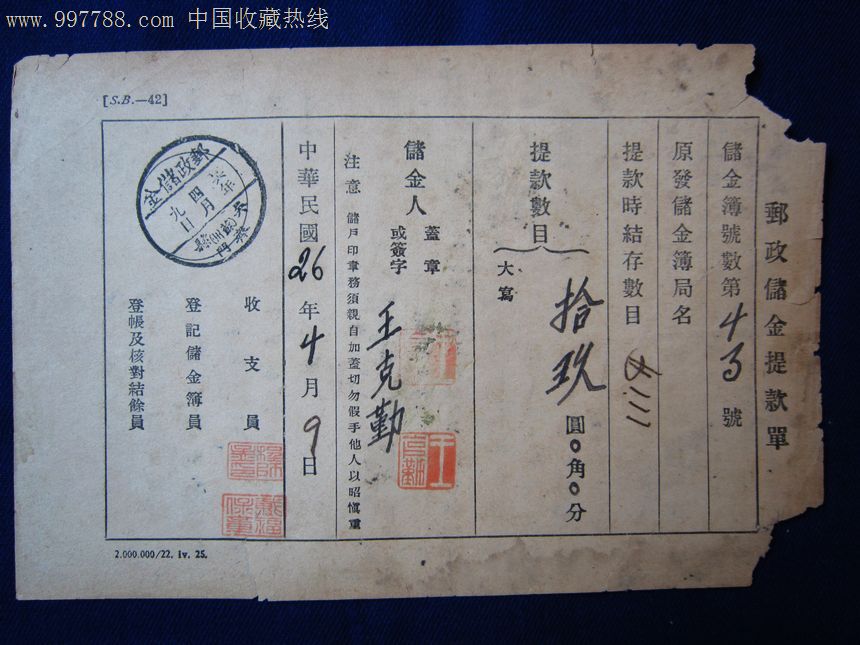 www.997788.com 中国收藏热线
[S.B.—42]
郵政儲金提款單
儲金簿號數第 43 號
原發儲金簿局名
提款時結存數目
提款數目 大寫 拾玖圓0角0分
儲金人 蓋章或簽字 王克勤
注意 儲戶印章務須親自加蓋切勿假手他人以昭慎重
中華民國26年4月9日
郵政儲金
四月
九日
收支員
登記儲金簿員
登帳及核對結餘員
2.000.000/22. iv. 25.